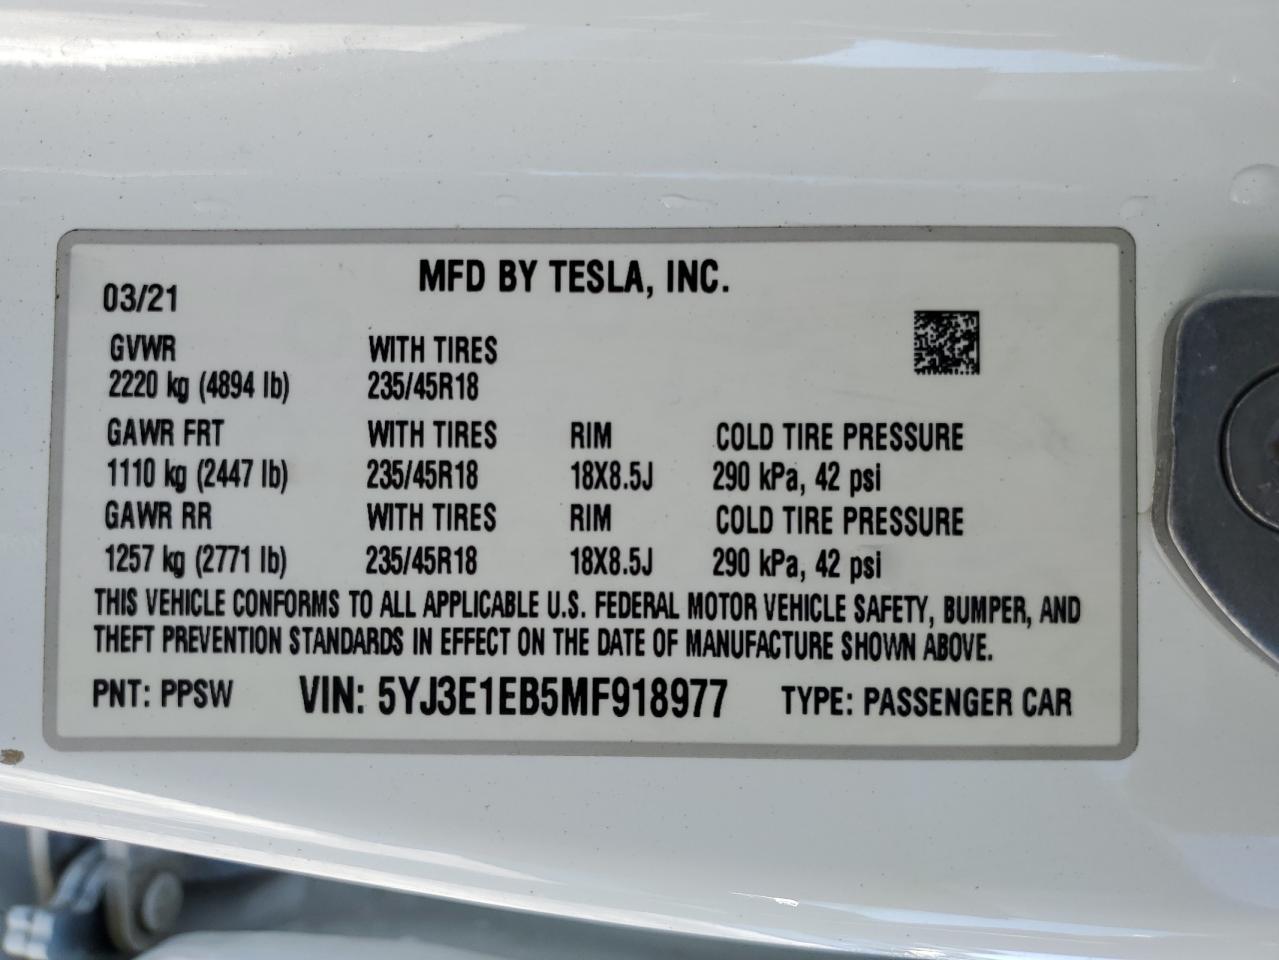 MFD BY TESLA, INC.
03/21
GVWR WITH TIRES
2220 kg (4894 lb) 235/45R18
GAWR FRT WITH TIRES RIM COLD TIRE PRESSURE
1110 kg (2447 lb) 235/45R18 18X8.5J 290 kPa, 42 psi
GAWR RR WITH TIRES RIM COLD TIRE PRESSURE
1257 kg (2771 lb) 235/45R18 18X8.5J 290 kPa, 42 psi
THIS VEHICLE CONFORMS TO ALL APPLICABLE U.S. FEDERAL MOTOR VEHICLE SAFETY, BUMPER, AND
THEFT PREVENTION STANDARDS IN EFFECT ON THE DATE OF MANUFACTURE SHOWN ABOVE.
PNT: PPSW VIN: 5YJ3E1EB5MF918977 TYPE: PASSENGER CAR